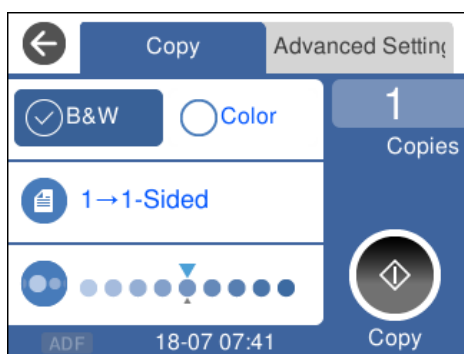 Copy
Advanced Setting
B&W
Color
1
Copies
1→1-Sided
ADF
18-07 07:41
Copy